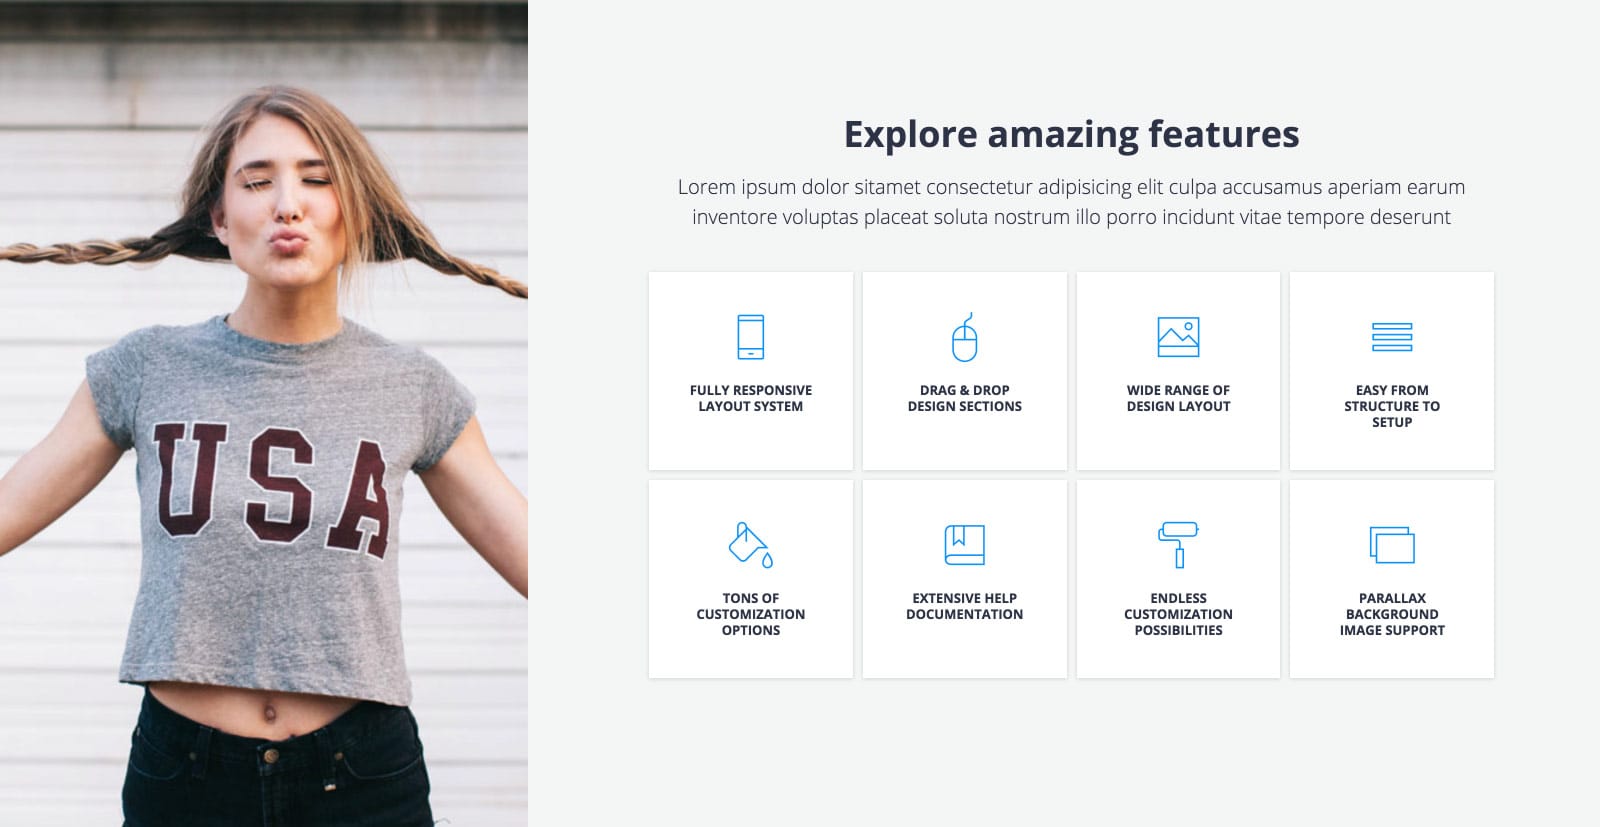 USA
Explore amazing features
Lorem ipsum dolor sitamet consectetur adipisicing elit culpa accusamus aperiam earum
inventore voluptas placeat soluta nostrum illo porro incidunt vitae tempore deserunt
FULLY RESPONSIVE
LAYOUT SYSTEM
DRAG & DROP
DESIGN SECTIONS
WIDE RANGE OF
DESIGN LAYOUT
EASY FROM
STRUCTURE TO
SETUP
TONS OF
CUSTOMIZATION
OPTIONS
EXTENSIVE HELP
DOCUMENTATION
ENDLESS
CUSTOMIZATION
POSSIBILITIES
PARALLAX
BACKGROUND
IMAGE SUPPORT